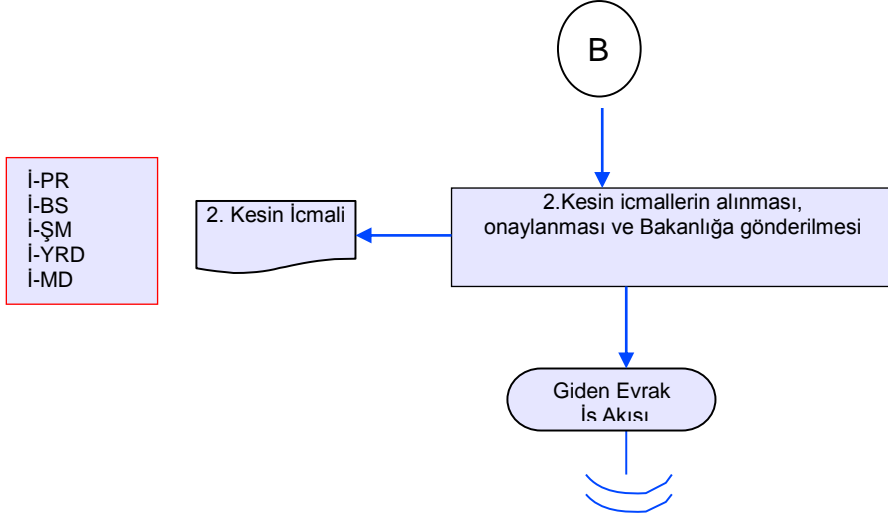 B
İ-PR
İ-BS
İ-ŞM
İ-YRD
İ-MD
2. Kesin İcmali
2.Kesin icmallerin alınması,
onaylanması ve Bakanlığa gönderilmesi
Giden Evrak
İş Akışı